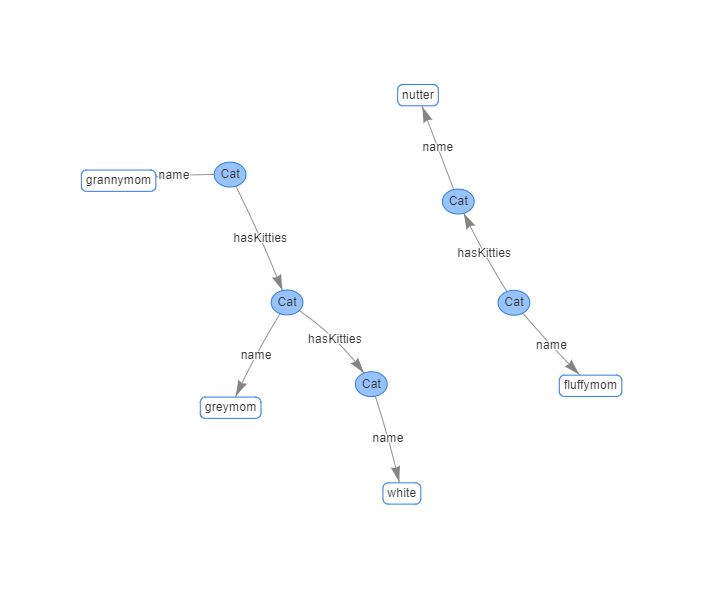 nutter
name
grannymom
name
Cat
Cat
hasKitties
hasKitties
Cat
Cat
hasKitties
name
name
Cat
fluffymom
greymom
name
white